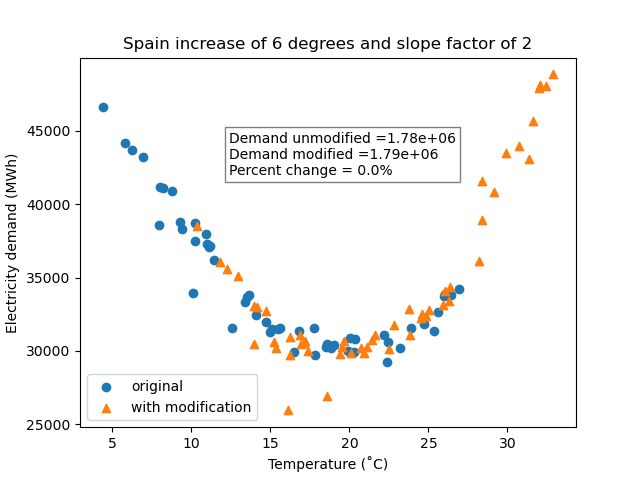 Spain increase of 6 degrees and slope factor of 2
Demand unmodified =1.78e+06
Demand modified =1.79e+06
Percent change = 0.0%
45000
40000
35000
30000
25000
Electricity demand (MWh)
original
with modification
5 10 15 20 25 30
Temperature (˚C)